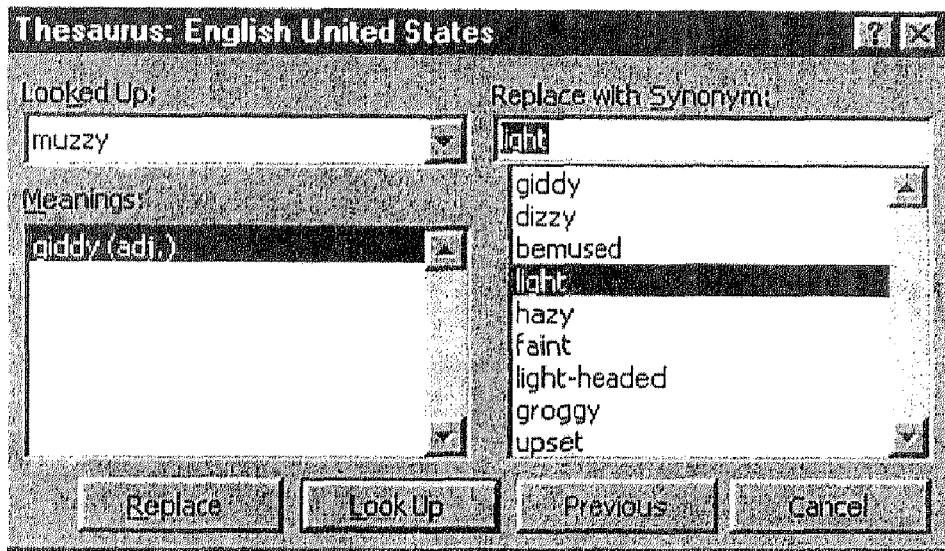 Thesaurus: English United States
Looked Up:
muzzy
Meanings:
giddy (adj.)
Replace with Synonym:
light
giddy
dizzy
bemused
light
hazy
faint
light-headed
groggy
upset
Replace
Look Up
Previous
Cancel